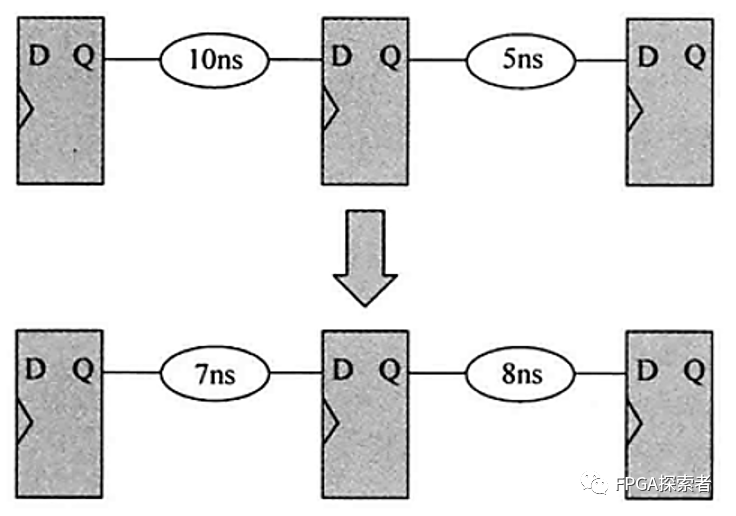 D Q 10ns D Q 5ns D Q
D Q 7ns D Q 8ns D Q
FPGA探索者